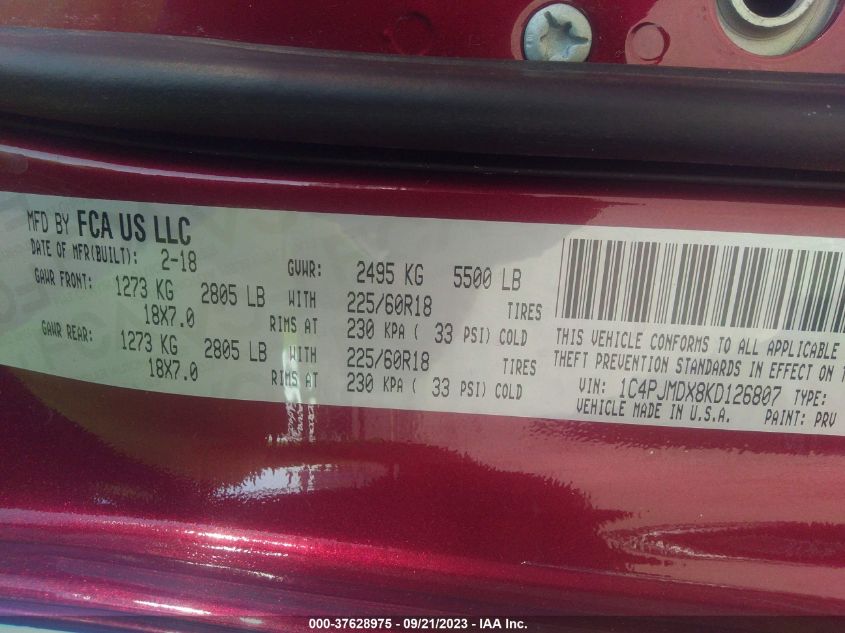 MFD BY FCA US LLC
DATE OF MFR(BUILT): 2-18 GVWR: 2495 KG 5500 LB
GAWR FRONT: 1273 KG 2805 LB WITH 225/60R18 TIRES
18X7.0 RIMS AT 230 KPA ( 33 PSI) COLD
GAWR REAR: 1273 KG 2805 LB WITH 225/60R18 TIRES
18X7.0 RIMS AT 230 KPA ( 33 PSI) COLD
THIS VEHICLE CONFORMS TO ALL APPLICABLE
THEFT PREVENTION STANDARDS IN EFFECT ON
VIN: 1C4PJMDX8KD126807 TYPE:
VEHICLE MADE IN U.S.A. PAINT: PRV
000-37628975 - 09/21/2023 - IAA Inc.